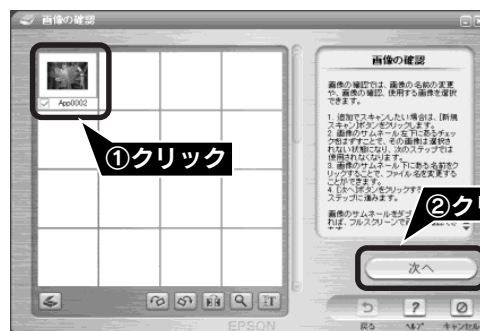 画像の確認
App0002
①クリック
画像の確認
画像の確認では、画像の名前の変更
や、画像の確認、使用する画像を選択
できます。
1. 追加でスキャンしたい場合は、[新規
スキャン]ボタンをクリックします。
2. 画像のサムネール左下にあるチェッ
クをはずすことで、その画像は選択さ
れない状態になり、次のステップでは
使用されなくなります。
3. 画像のサムネール下にある名前をク
リックすることで、ファイル名を変更する
ことができます。
4. [次へ]ボタンをクリックする
ステップに進みます。
画像のサムネールをダブ
れば、フルスクリーンで
②ク
次へ
EPSON
戻る
ヘルプ
キャンセル